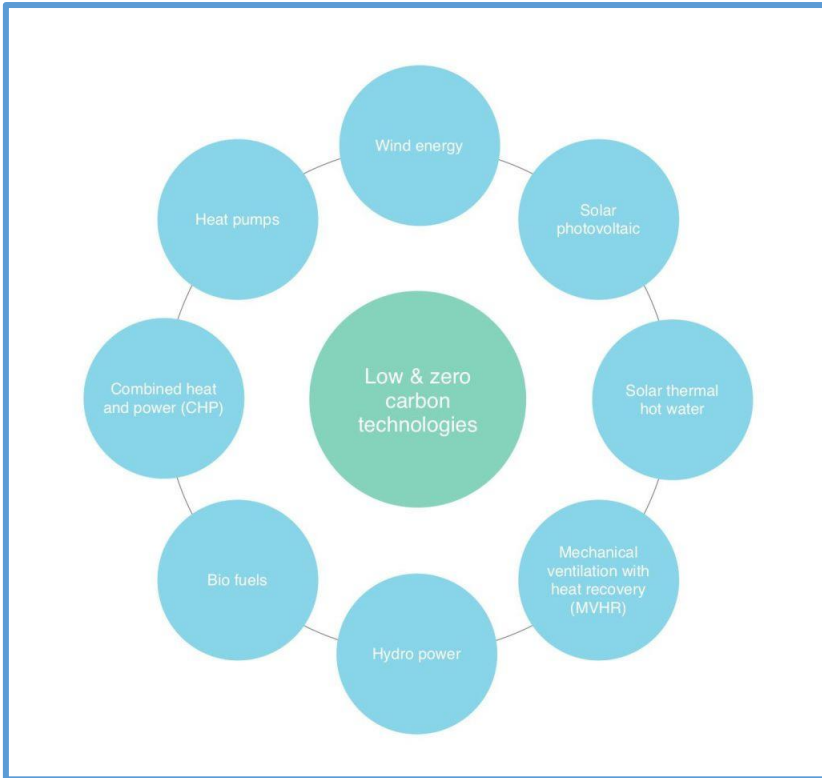 Wind energy
Solar
photovoltaic
Solar thermal
hot water
Mechanical
ventilation with
heat recovery
(MVHR)
Hydro power
Bio fuels
Combined heat
and power (CHP)
Heat pumps
Low & zero
carbon
technologies